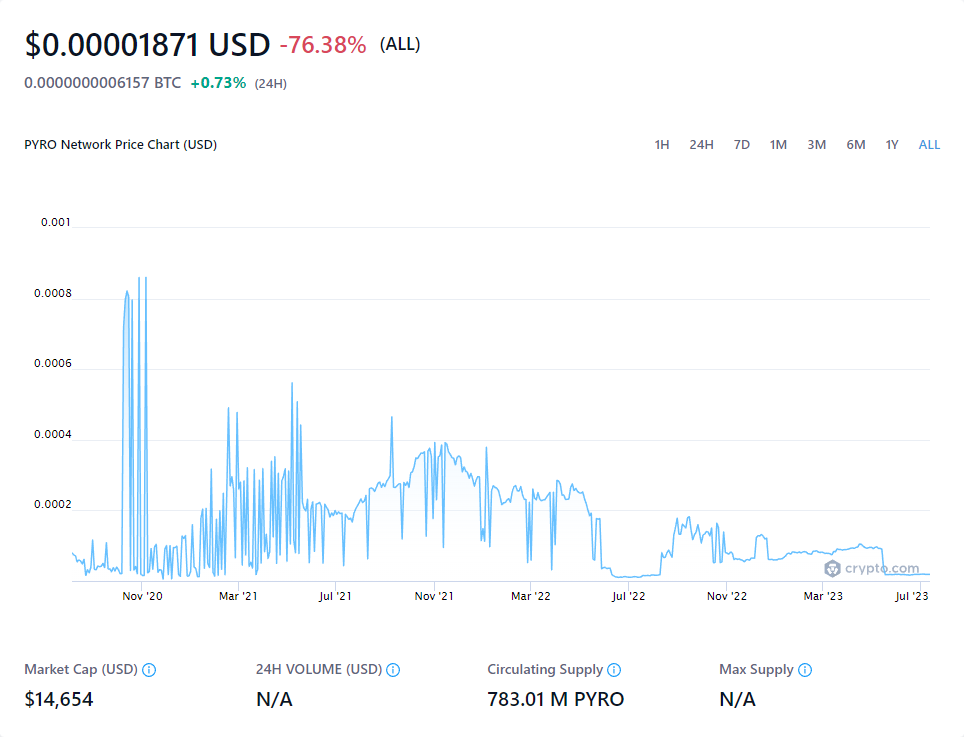 $0.00001871 USD -76.38% (ALL)
0.0000000006157 BTC +0.73% (24H)
PYRO Network Price Chart (USD) 1H 24H 7D 1M 3M 6M 1Y ALL
0.001
0.0008
0.0006
0.0004
0.0002
crypto.com
Nov '20 Mar '21 Jul '21 Nov '21 Mar '22 Jul '22 Nov '22 Mar '23 Jul '23
Market Cap (USD) 24H VOLUME (USD) Circulating Supply Max Supply
$14,654 N/A 783.01 M PYRO N/A